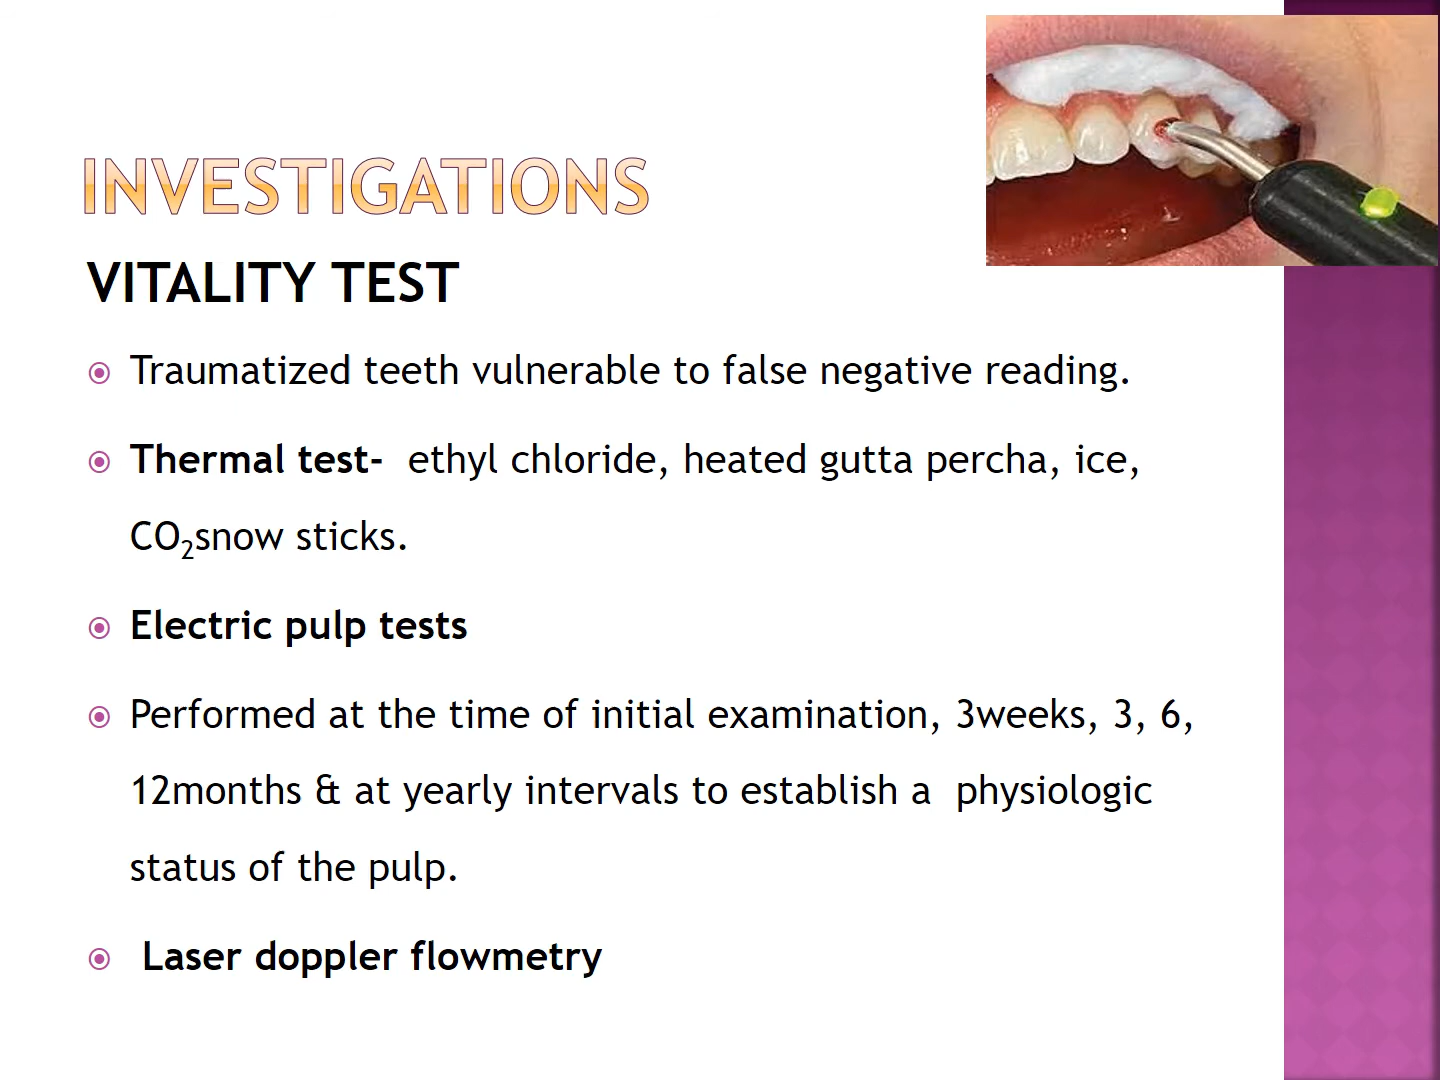 INVESTIGATIONS
VITALITY TEST
Traumatized teeth vulnerable to false negative reading.
Thermal test-  ethyl chloride, heated gutta percha, ice,
CO₂snow sticks.
Electric pulp tests
Performed at the time of initial examination, 3weeks, 3, 6,
12months & at yearly intervals to establish a  physiologic
status of the pulp.
Laser doppler flowmetry